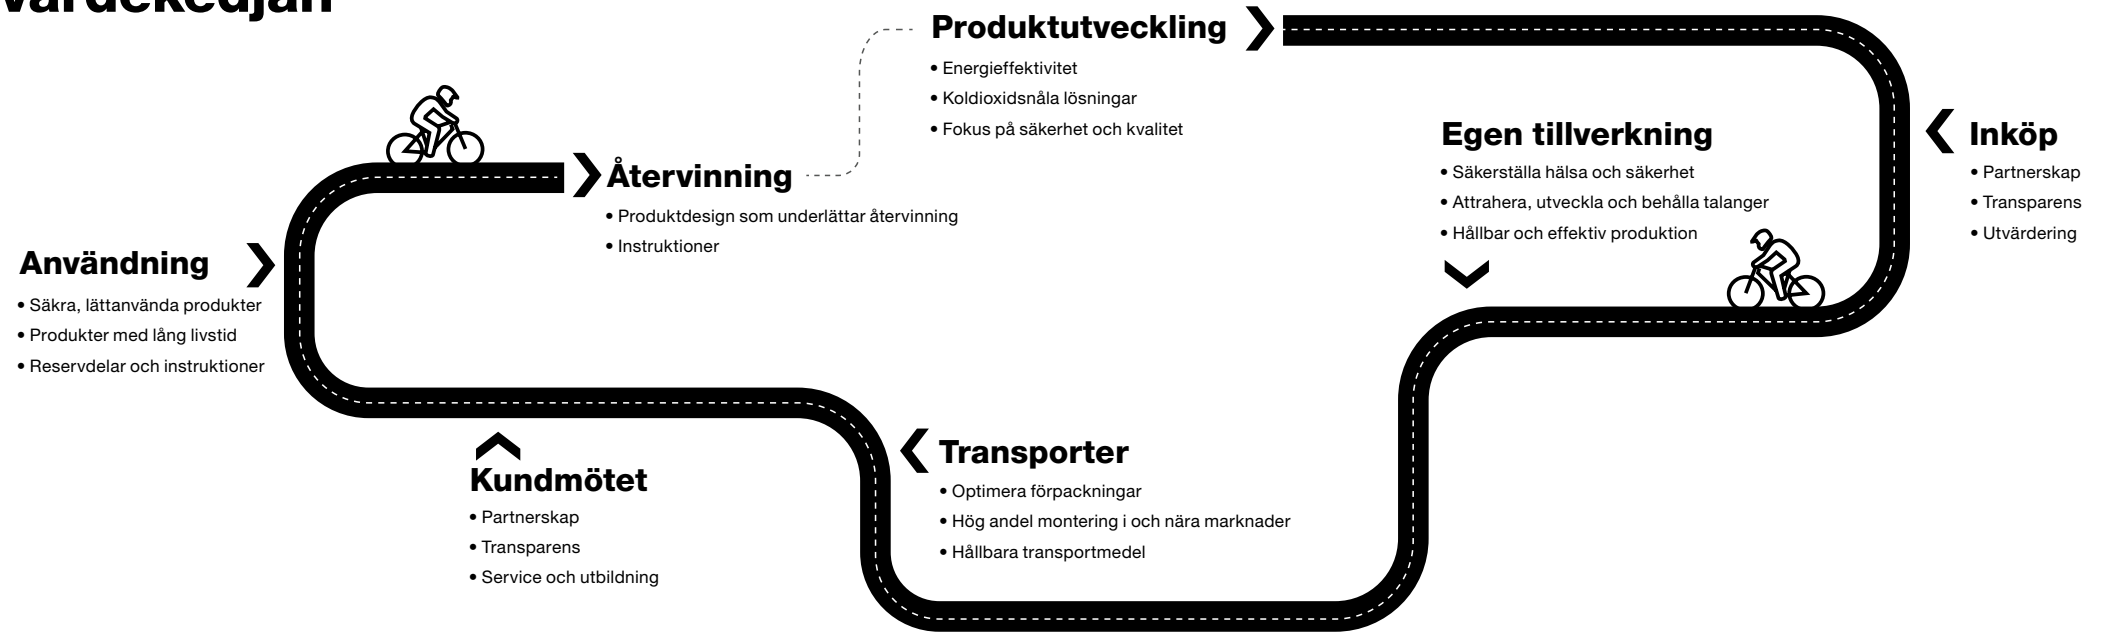 värdekedjan
Produktutveckling
• Energieffektivitet
• Koldioxidsnåla lösningar
• Fokus på säkerhet och kvalitet
Inköp
• Partnerskap
• Transparens
• Utvärdering
Egen tillverkning
• Säkerställa hälsa och säkerhet
• Attrahera, utveckla och behålla talanger
• Hållbar och effektiv produktion
Transporter
• Optimera förpackningar
• Hög andel montering i och nära marknader
• Hållbara transportmedel
Kundmötet
• Partnerskap
• Transparens
• Service och utbildning
Användning
• Säkra, lättanvända produkter
• Produkter med lång livstid
• Reservdelar och instruktioner
Återvinning
• Produktdesign som underlättar återvinning
• Instruktioner